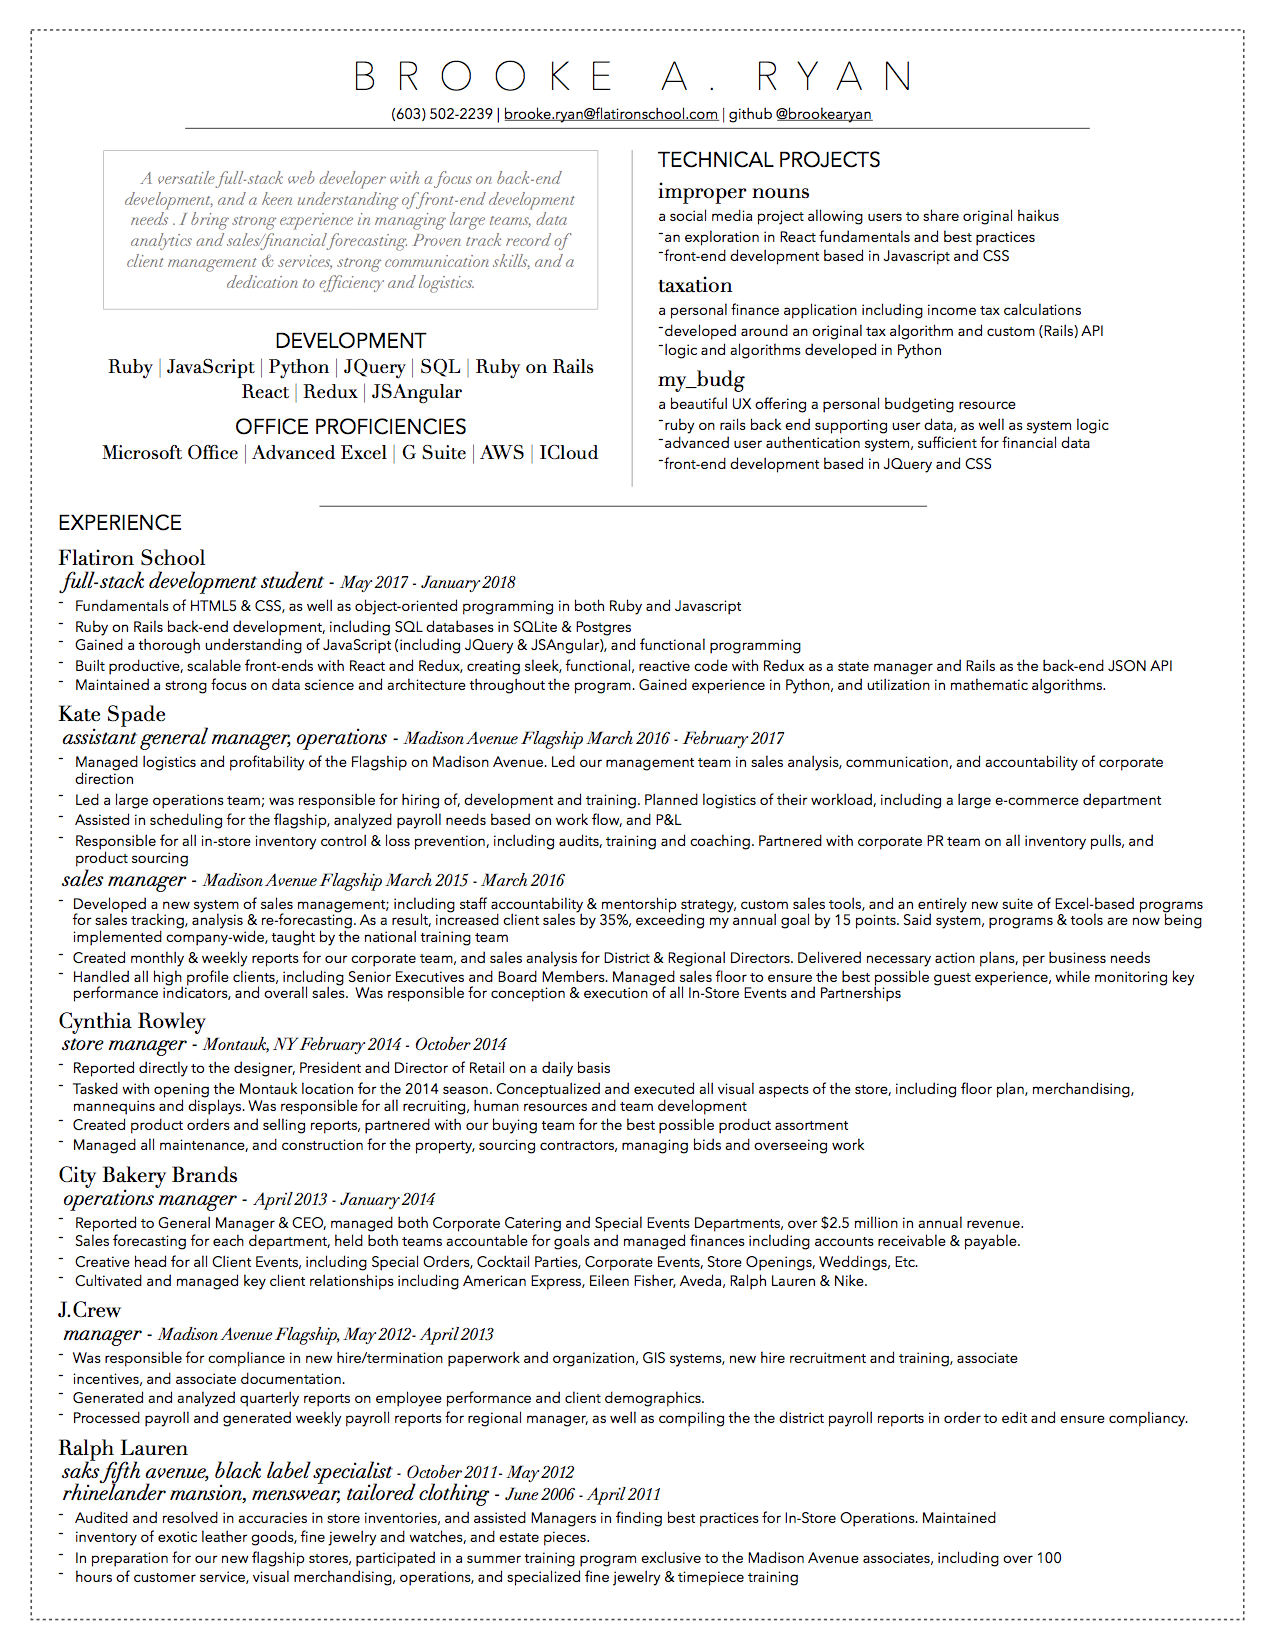 BROOKE A. RYAN
(603) 502-2239 | brooke.ryan@flatironschool.com | github @brookearyan
A versatile full-stack web developer with a focus on back-end
development, and a keen understanding of front-end development
needs . I bring strong experience in managing large teams, data
analytics and sales/financial forecasting. Proven track record of
client management & services, strong communication skills, and a
dedication to efficiency and logistics.
DEVELOPMENT
Ruby | JavaScript | Python | JQuery | SQL | Ruby on Rails
React | Redux | JSAngular
OFFICE PROFICIENCIES
Microsoft Office | Advanced Excel | G Suite | AWS | ICloud
TECHNICAL PROJECTS
improper nouns
a social media project allowing users to share original haikus
-an exploration in React fundamentals and best practices
-front-end development based in Javascript and CSS
taxation
a personal finance application including income tax calculations
-developed around an original tax algorithm and custom (Rails) API
-logic and algorithms developed in Python
my_budg
a beautiful UX offering a personal budgeting resource
-ruby on rails back end supporting user data, as well as system logic
-advanced user authentication system, sufficient for financial data
-front-end development based in JQuery and CSS
EXPERIENCE
Flatiron School
full-stack development student - May 2017 - January 2018
- Fundamentals of HTML5 & CSS, as well as object-oriented programming in both Ruby and Javascript
- Ruby on Rails back-end development, including SQL databases in SQLite & Postgres
- Gained a thorough understanding of JavaScript (including JQuery & JSAngular), and functional programming
- Built productive, scalable front-ends with React and Redux, creating sleek, functional, reactive code with Redux as a state manager and Rails as the back-end JSON API
- Maintained a strong focus on data science and architecture throughout the program. Gained experience in Python, and utilization in mathematic algorithms.
Kate Spade
assistant general manager, operations - Madison Avenue Flagship March 2016 - February 2017
- Managed logistics and profitability of the Flagship on Madison Avenue. Led our management team in sales analysis, communication, and accountability of corporate
direction
- Led a large operations team; was responsible for hiring of, development and training. Planned logistics of their workload, including a large e-commerce department
- Assisted in scheduling for the flagship, analyzed payroll needs based on work flow, and P&L
- Responsible for all in-store inventory control & loss prevention, including audits, training and coaching. Partnered with corporate PR team on all inventory pulls, and
product sourcing
sales manager - Madison Avenue Flagship March 2015 - March 2016
- Developed a new system of sales management; including staff accountability & mentorship strategy, custom sales tools, and an entirely new suite of Excel-based programs
for sales tracking, analysis & re-forecasting. As a result, increased client sales by 35%, exceeding my annual goal by 15 points. Said system, programs & tools are now being
implemented company-wide, taught by the national training team
- Created monthly & weekly reports for our corporate team, and sales analysis for District & Regional Directors. Delivered necessary action plans, per business needs
- Handled all high profile clients, including Senior Executives and Board Members. Managed sales floor to ensure the best possible guest experience, while monitoring key
performance indicators, and overall sales. Was responsible for conception & execution of all In-Store Events and Partnerships
Cynthia Rowley
store manager - Montauk, NY February 2014 - October 2014
- Reported directly to the designer, President and Director of Retail on a daily basis
- Tasked with opening the Montauk location for the 2014 season. Conceptualized and executed all visual aspects of the store, including floor plan, merchandising,
mannequins and displays. Was responsible for all recruiting, human resources and team development
- Created product orders and selling reports, partnered with our buying team for the best possible product assortment
- Managed all maintenance, and construction for the property, sourcing contractors, managing bids and overseeing work
City Bakery Brands
operations manager - April 2013 - January 2014
- Reported to General Manager & CEO, managed both Corporate Catering and Special Events Departments, over $2.5 million in annual revenue.
- Sales forecasting for each department, held both teams accountable for goals and managed finances including accounts receivable & payable.
- Creative head for all Client Events, including Special Orders, Cocktail Parties, Corporate Events, Store Openings, Weddings, Etc.
- Cultivated and managed key client relationships including American Express, Eileen Fisher, Aveda, Ralph Lauren & Nike.
J.Crew
manager - Madison Avenue Flagship, May 2012- April 2013
- Was responsible for compliance in new hire/termination paperwork and organization, GIS systems, new hire recruitment and training, associate
- incentives, and associate documentation.
- Generated and analyzed quarterly reports on employee performance and client demographics.
- Processed payroll and generated weekly payroll reports for regional manager, as well as compiling the the district payroll reports in order to edit and ensure compliancy.
Ralph Lauren
saks fifth avenue, black label specialist - October 2011- May 2012
rhinelander mansion, menswear, tailored clothing - June 2006 - April 2011
- Audited and resolved in accuracies in store inventories, and assisted Managers in finding best practices for In-Store Operations. Maintained
- inventory of exotic leather goods, fine jewelry and watches, and estate pieces.
- In preparation for our new flagship stores, participated in a summer training program exclusive to the Madison Avenue associates, including over 100
- hours of customer service, visual merchandising, operations, and specialized fine jewelry & timepiece training